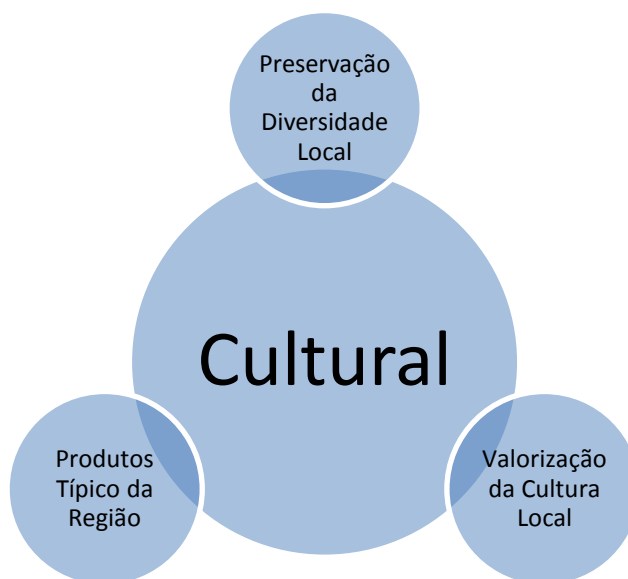 Preservação
da
Diversidade
Local
Cultural
Produtos
Típico da
Região
Valorização
da Cultura
Local